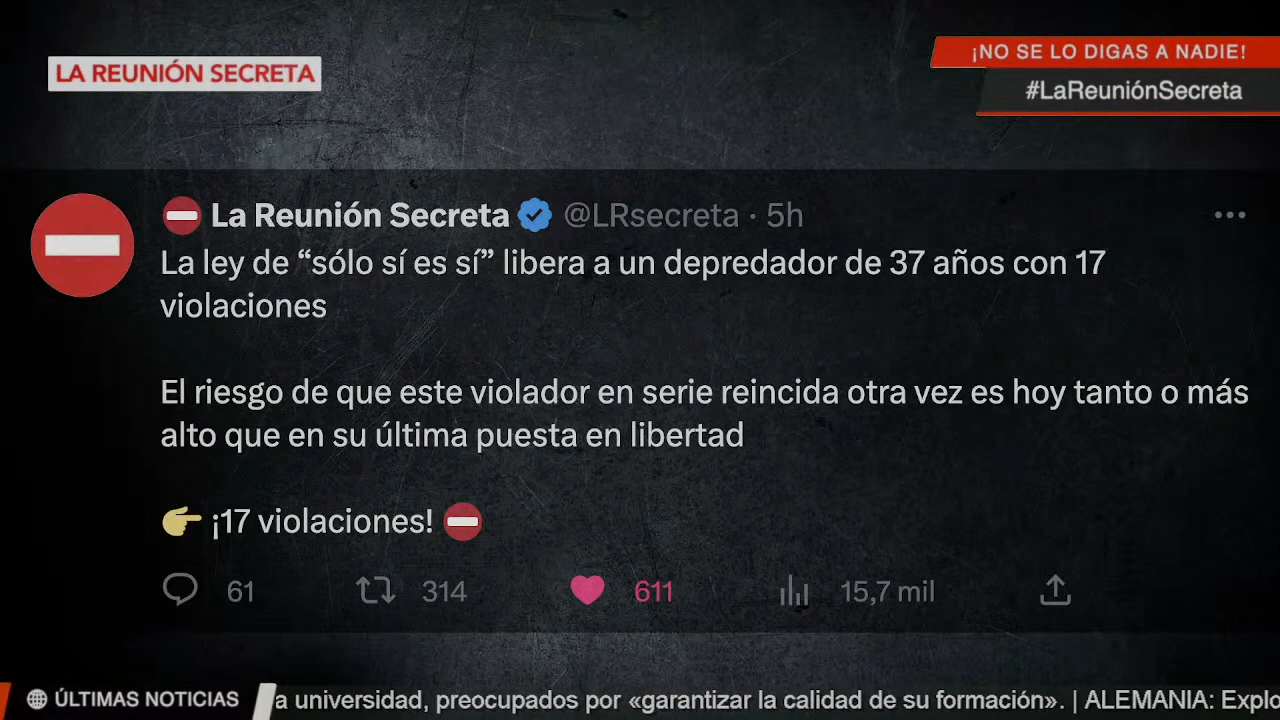 LA REUNIÓN SECRETA
¡NO SE LO DIGAS A NADIE!
#LaReuniónSecreta
La Reunión Secreta @LRsecreta · 5h
La ley de “sólo sí es sí” libera a un depredador de 37 años con 17
violaciones
El riesgo de que este violador en serie reincida otra vez es hoy tanto o más
alto que en su última puesta en libertad
👉 ¡17 violaciones! ⛔
61 314 611 15,7 mil
ÚLTIMAS NOTICIAS
a universidad, preocupados por «garantizar la calidad de su formación». | ALEMANIA: Explo